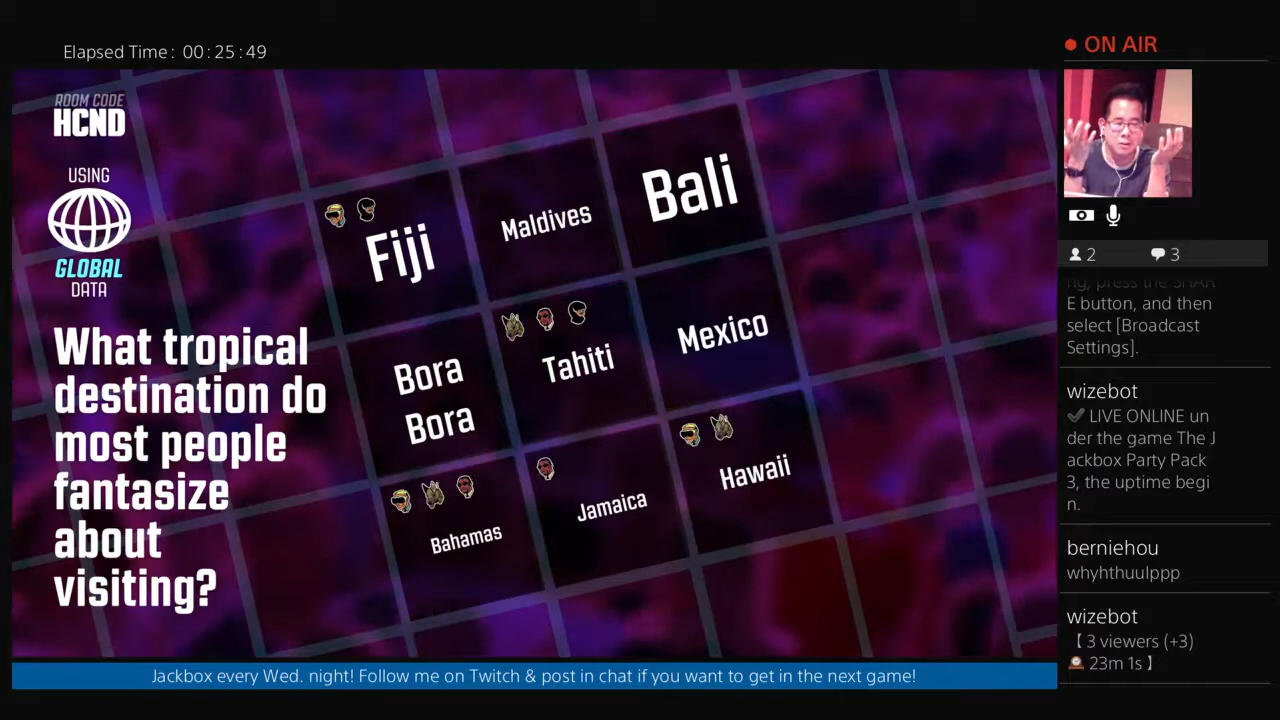 Elapsed Time: 00:25:49
ROOM CODE
HCND
USING
GLOBAL
DATA
What tropical
destination do
most people
fantasize
about
visiting?
Fiji
Maldives
Bali
Bora
Bora
Tahiti
Mexico
Bahamas
Jamaica
Hawaii
Jackbox every Wed. night! Follow me on Twitch & post in chat if you want to get in the next game!
ON AIR
2
3
ng, press the SHAR
E button, and then
select [Broadcast
Settings].
wizebot
✔ LIVE ONLINE un
der the game The J
ackbox Party Pack
3, the uptime begi
n.
berniehou
whyhthuulppp
wizebot
【 3 viewers (+3)
23m 1s 】